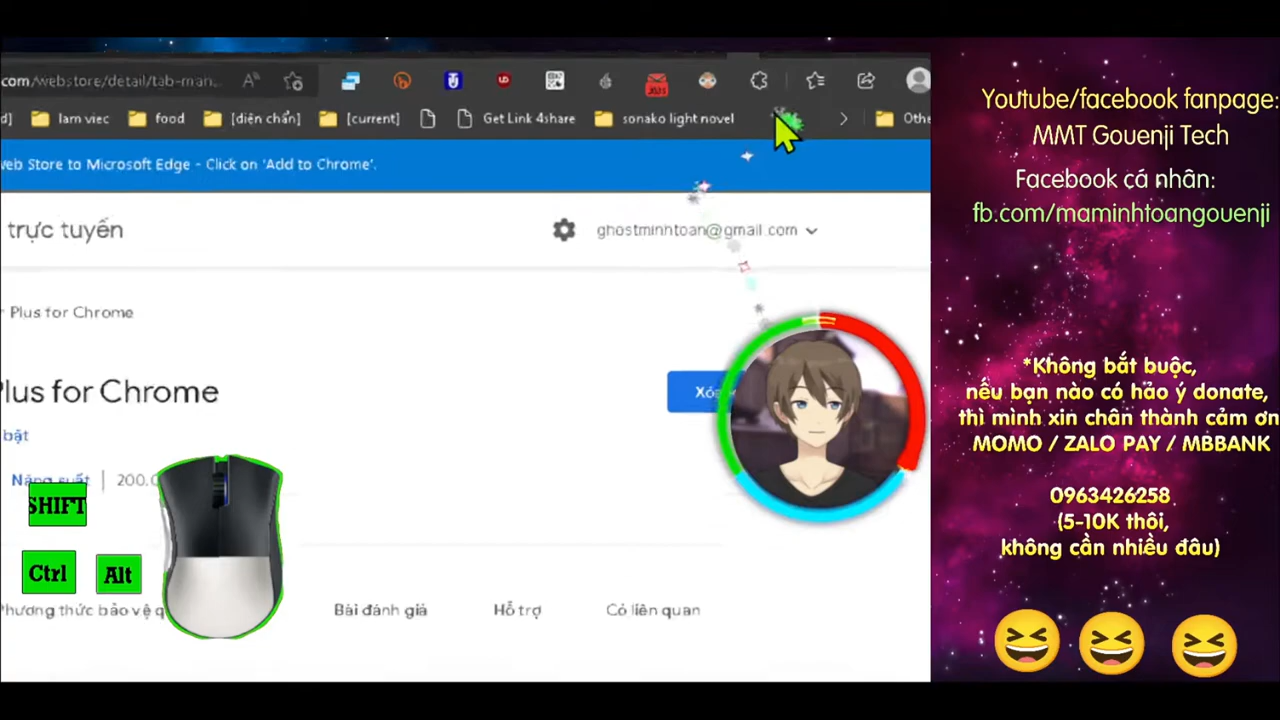 com/webstore/detail/tab-man...
2021
lam viec
food
[diện chẩn]
[current]
Get Link 4share
sonako light novel
Othe
eb Store to Microsoft Edge - Click on 'Add to Chrome'.
trực tuyến
ghostminhtoan@gmail.com
Plus for Chrome
Plus for Chrome
bật
Năng suất
200.0
SHIFT
Ctrl
Alt
Phương thức bảo vệ q
Bài đánh giá
Hỗ trợ
Có liên quan
Youtube/facebook fanpage:
MMT Gouenji Tech
Facebook cá nhân:
fb.com/maminhtoangouenji
*Không bắt buộc,
nếu bạn nào có hảo ý donate,
thì mình xin chân thành cảm ơn
MOMO / ZALO PAY / MBBANK
0963426258
(5-10K thôi,
không cần nhiều đâu)